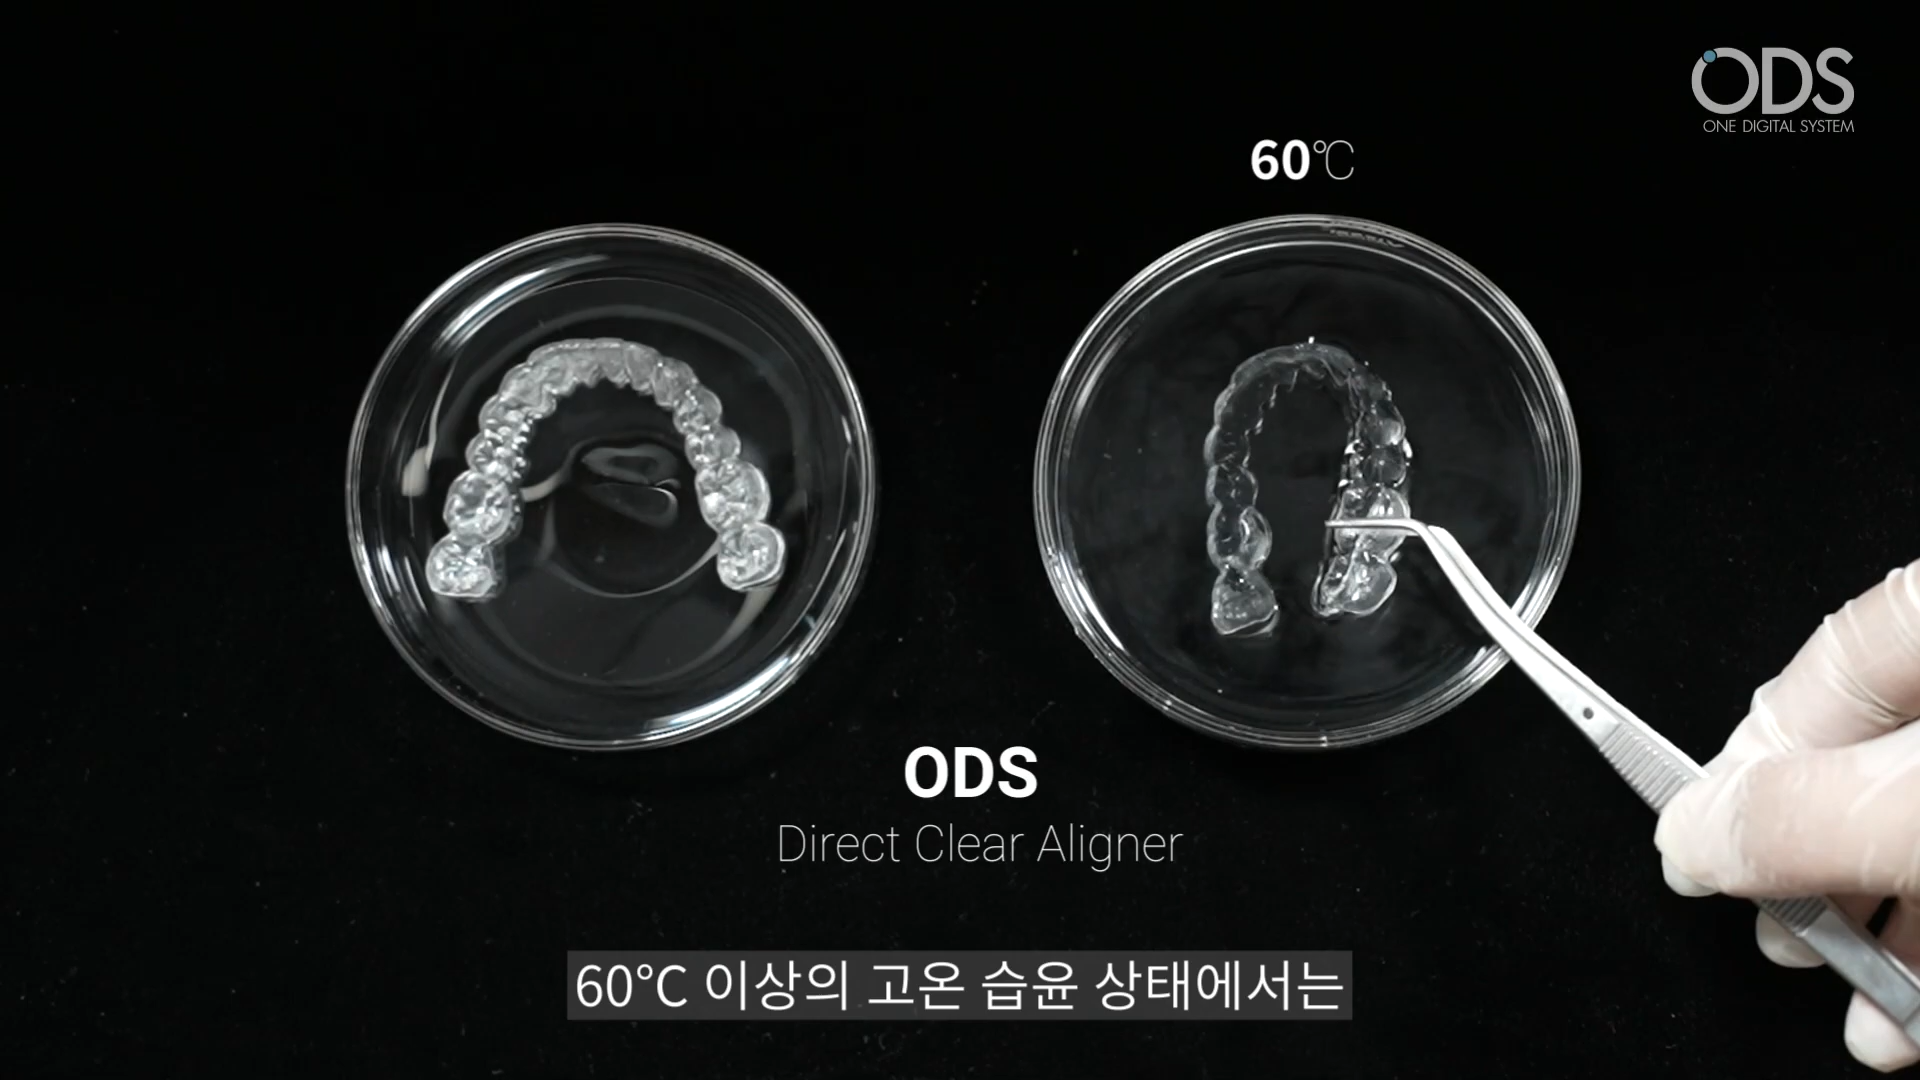 ODS
ONE DIGITAL SYSTEM
60℃
ODS
Direct Clear Aligner
60℃ 이상의 고온 습윤 상태에서는